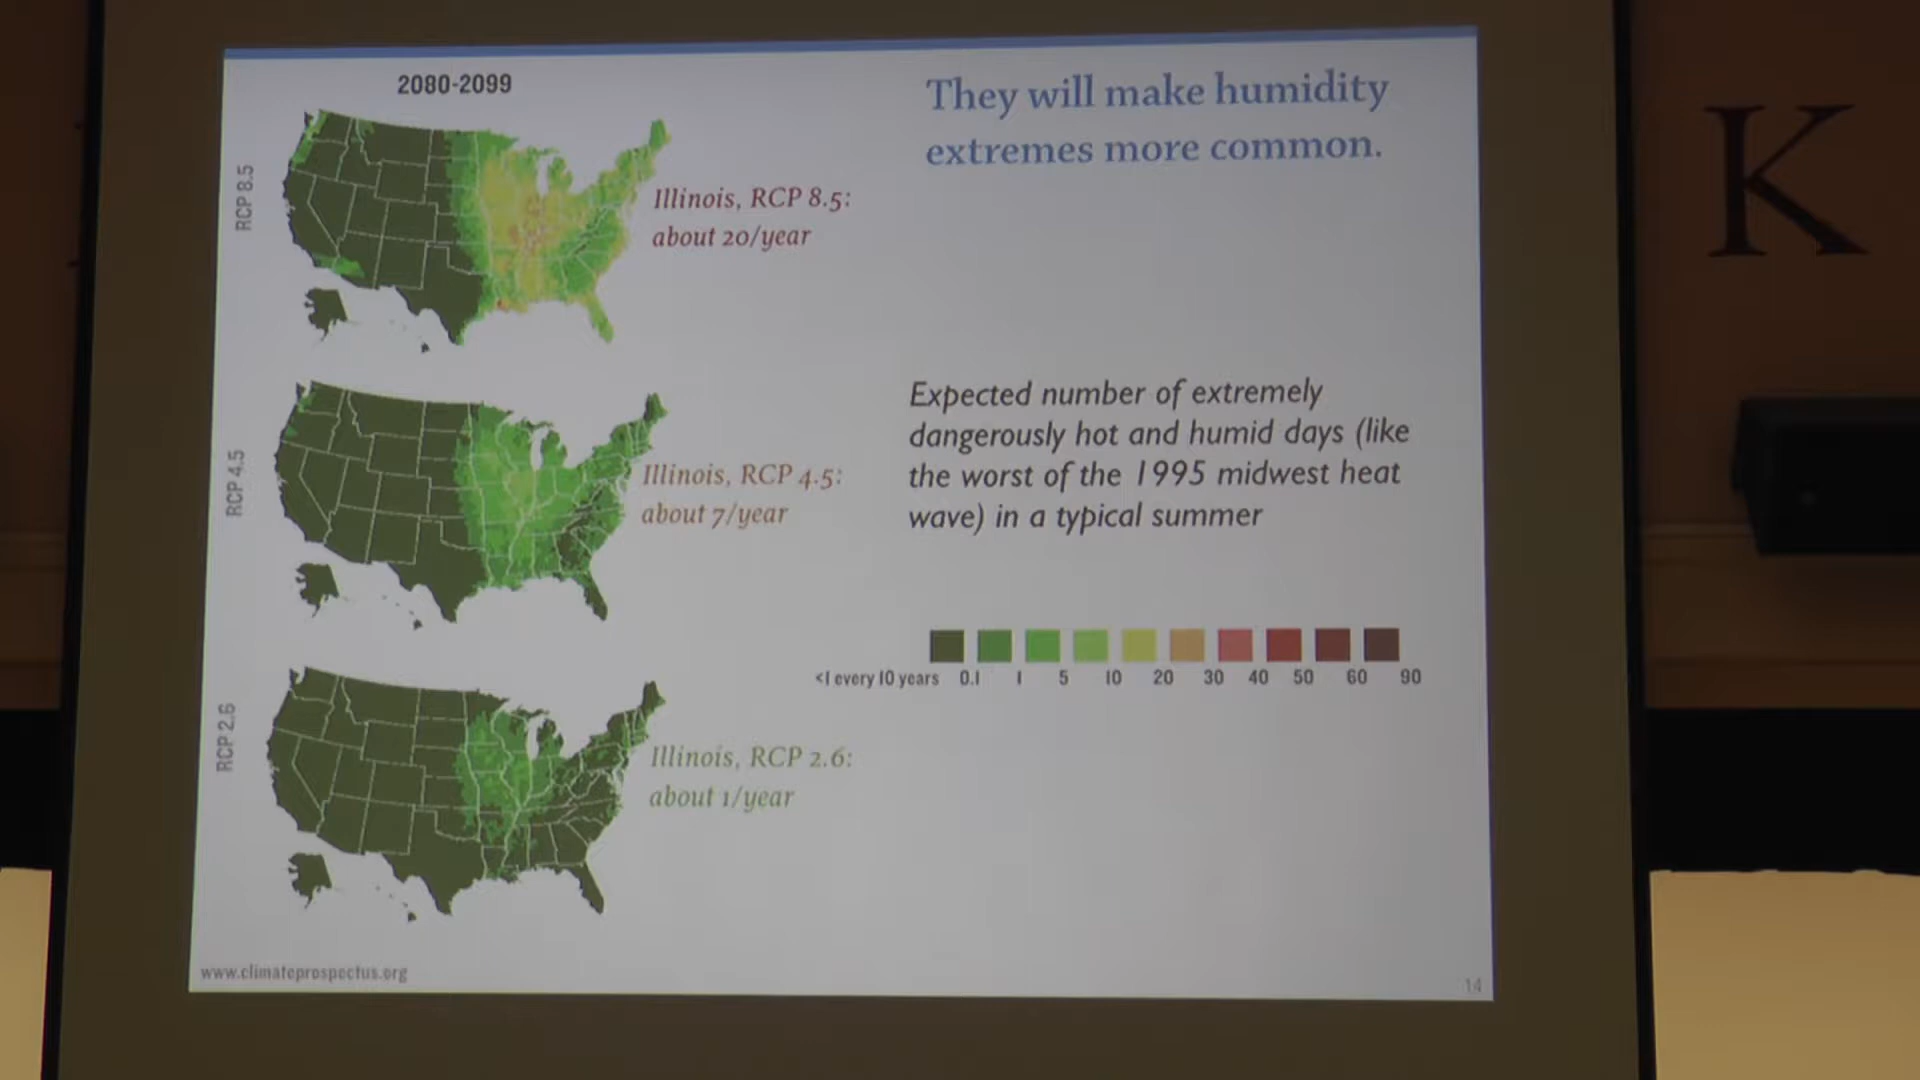 2080-2099
They will make humidity
extremes more common.
RCP 8.5
Illinois, RCP 8.5:
about 20/year
Expected number of extremely
dangerously hot and humid days (like
the worst of the 1995 midwest heat
wave) in a typical summer
RCP 4.5
Illinois, RCP 4.5:
about 7/year
<1 every 10 years 0.1 1 5 10 20 30 40 50 60 90
RCP 2.6
Illinois, RCP 2.6:
about 1/year
www.climateprospectus.org
14
K